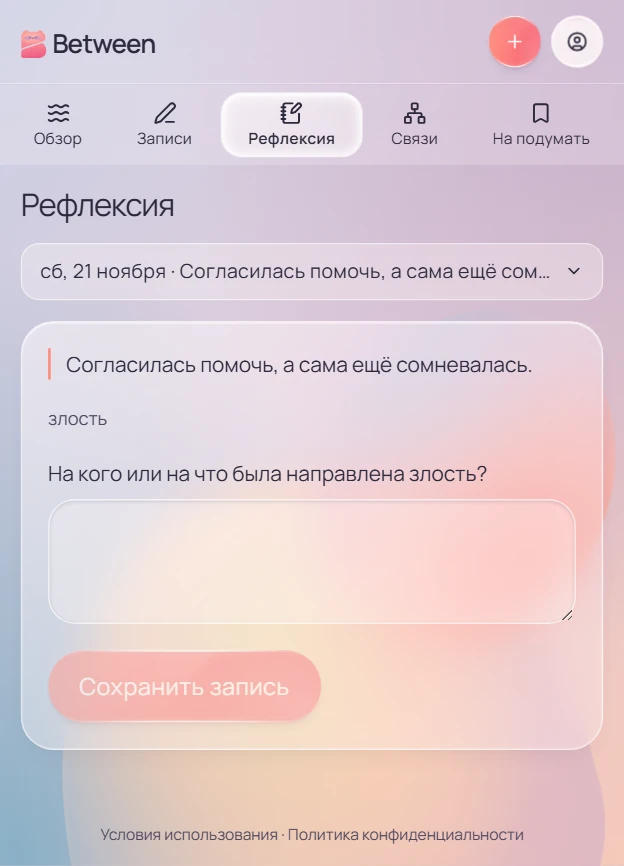 Between
Обзор
Записи
Рефлексия
Связи
На подумать
Рефлексия
сб, 21 ноября · Согласилась помочь, а сама ещё сом...
Согласилась помочь, а сама ещё сомневалась.
злость
На кого или на что была направлена злость?
Сохранить запись
Условия использования · Политика конфиденциальности